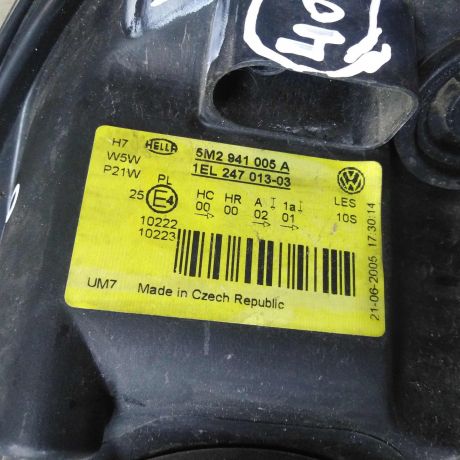 40
H7
W5W
P21W
HELLA
5M2 941 005 A
1EL 247 013-03
PL
25 E4
HC HR A 1a
00 00 02 01
10222
10223
LES
10S
UM7 Made in Czech Republic
21-06-2005 17:30:14